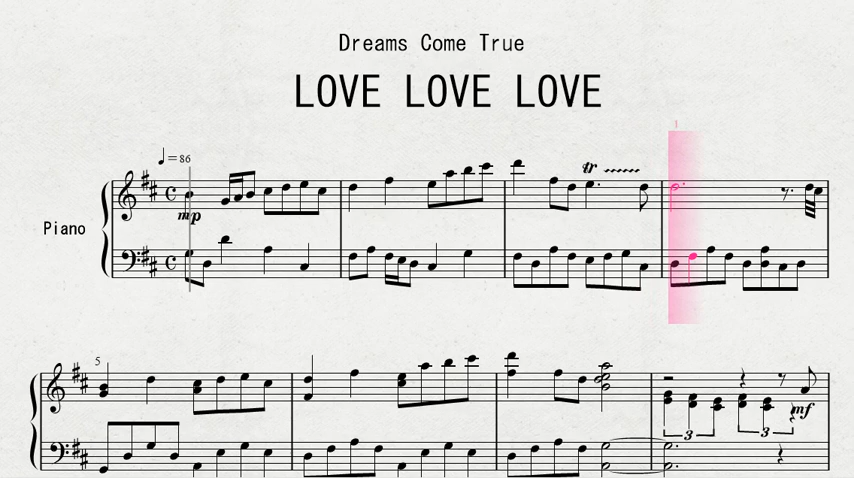 Dreams Come True
LOVE LOVE LOVE
♩=86
Piano
mp
tr
5
mf
3
3